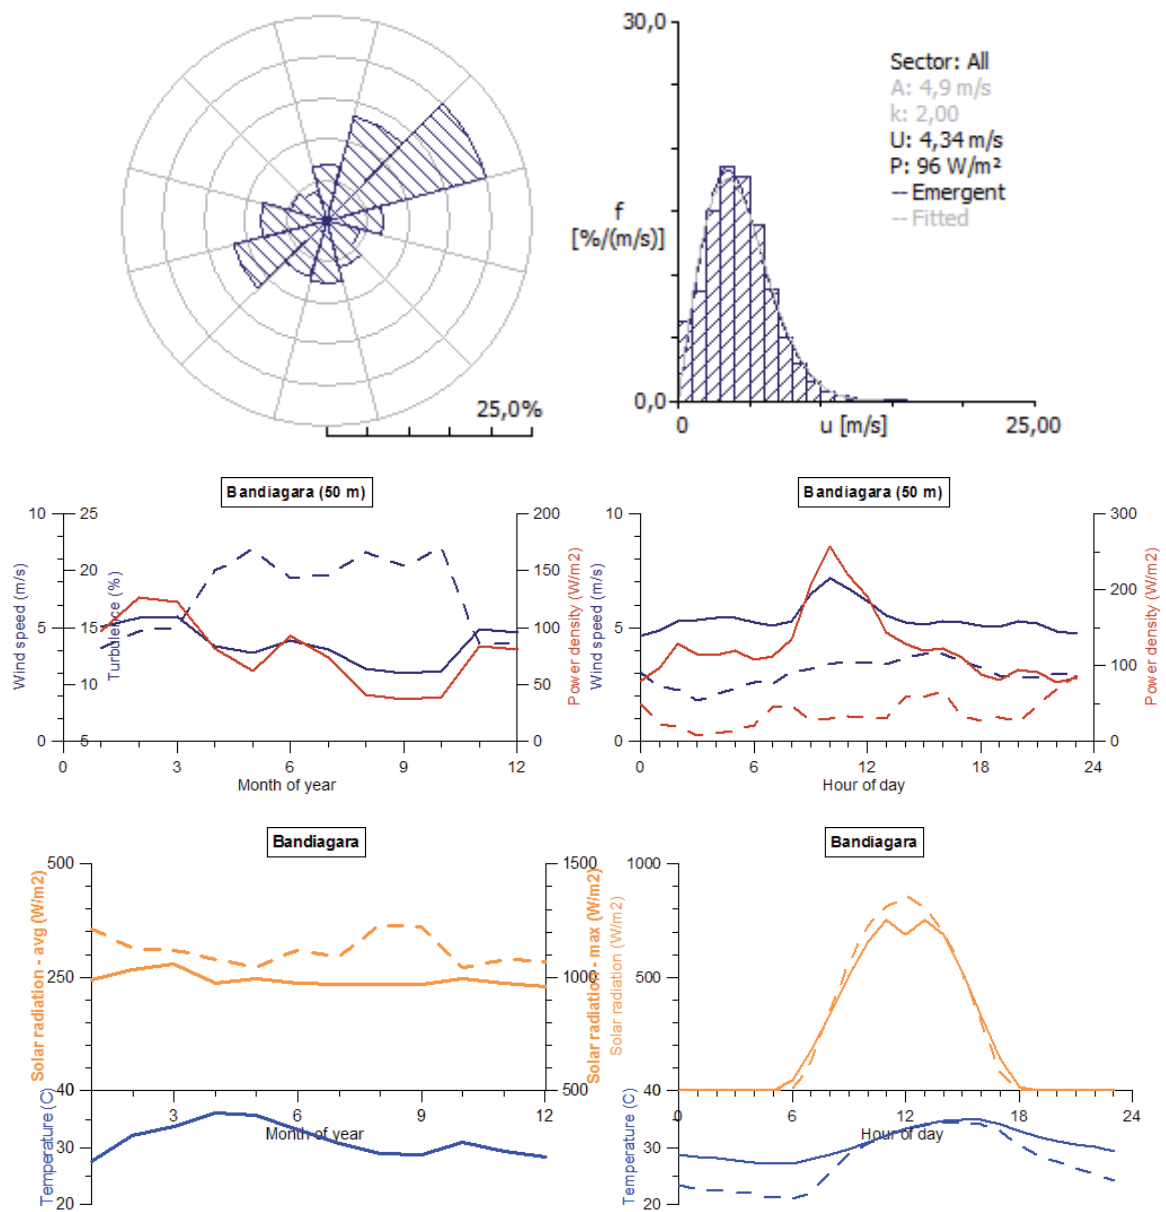 25,0%
30,0
f
[%/(m/s)]
0,0
0
u [m/s]
25,00
Sector: All
A: 4,9 m/s
k: 2,00
U: 4,34 m/s
P: 96 W/m²
-- Emergent
-- Fitted
Bandiagara (50 m)
Wind speed (m/s)
10
5
0
Turbulence (%)
25
20
15
10
5
Power density (W/m2)
200
150
100
50
0
0 3 6 9 12
Month of year
Bandiagara (50 m)
Wind speed (m/s)
10
5
0
Power density (W/m2)
300
200
100
0
0 6 12 18 24
Hour of day
Bandiagara
Solar radiation - avg (W/m2)
500
250
40
Solar radiation - max (W/m2)
1500
1000
500
3 6 9 12
Month of year
Temperature (C)
30
20
Bandiagara
Solar radiation (W/m2)
1000
500
40
0 6 12 18 24
Hour of day
Temperature (C)
30
20